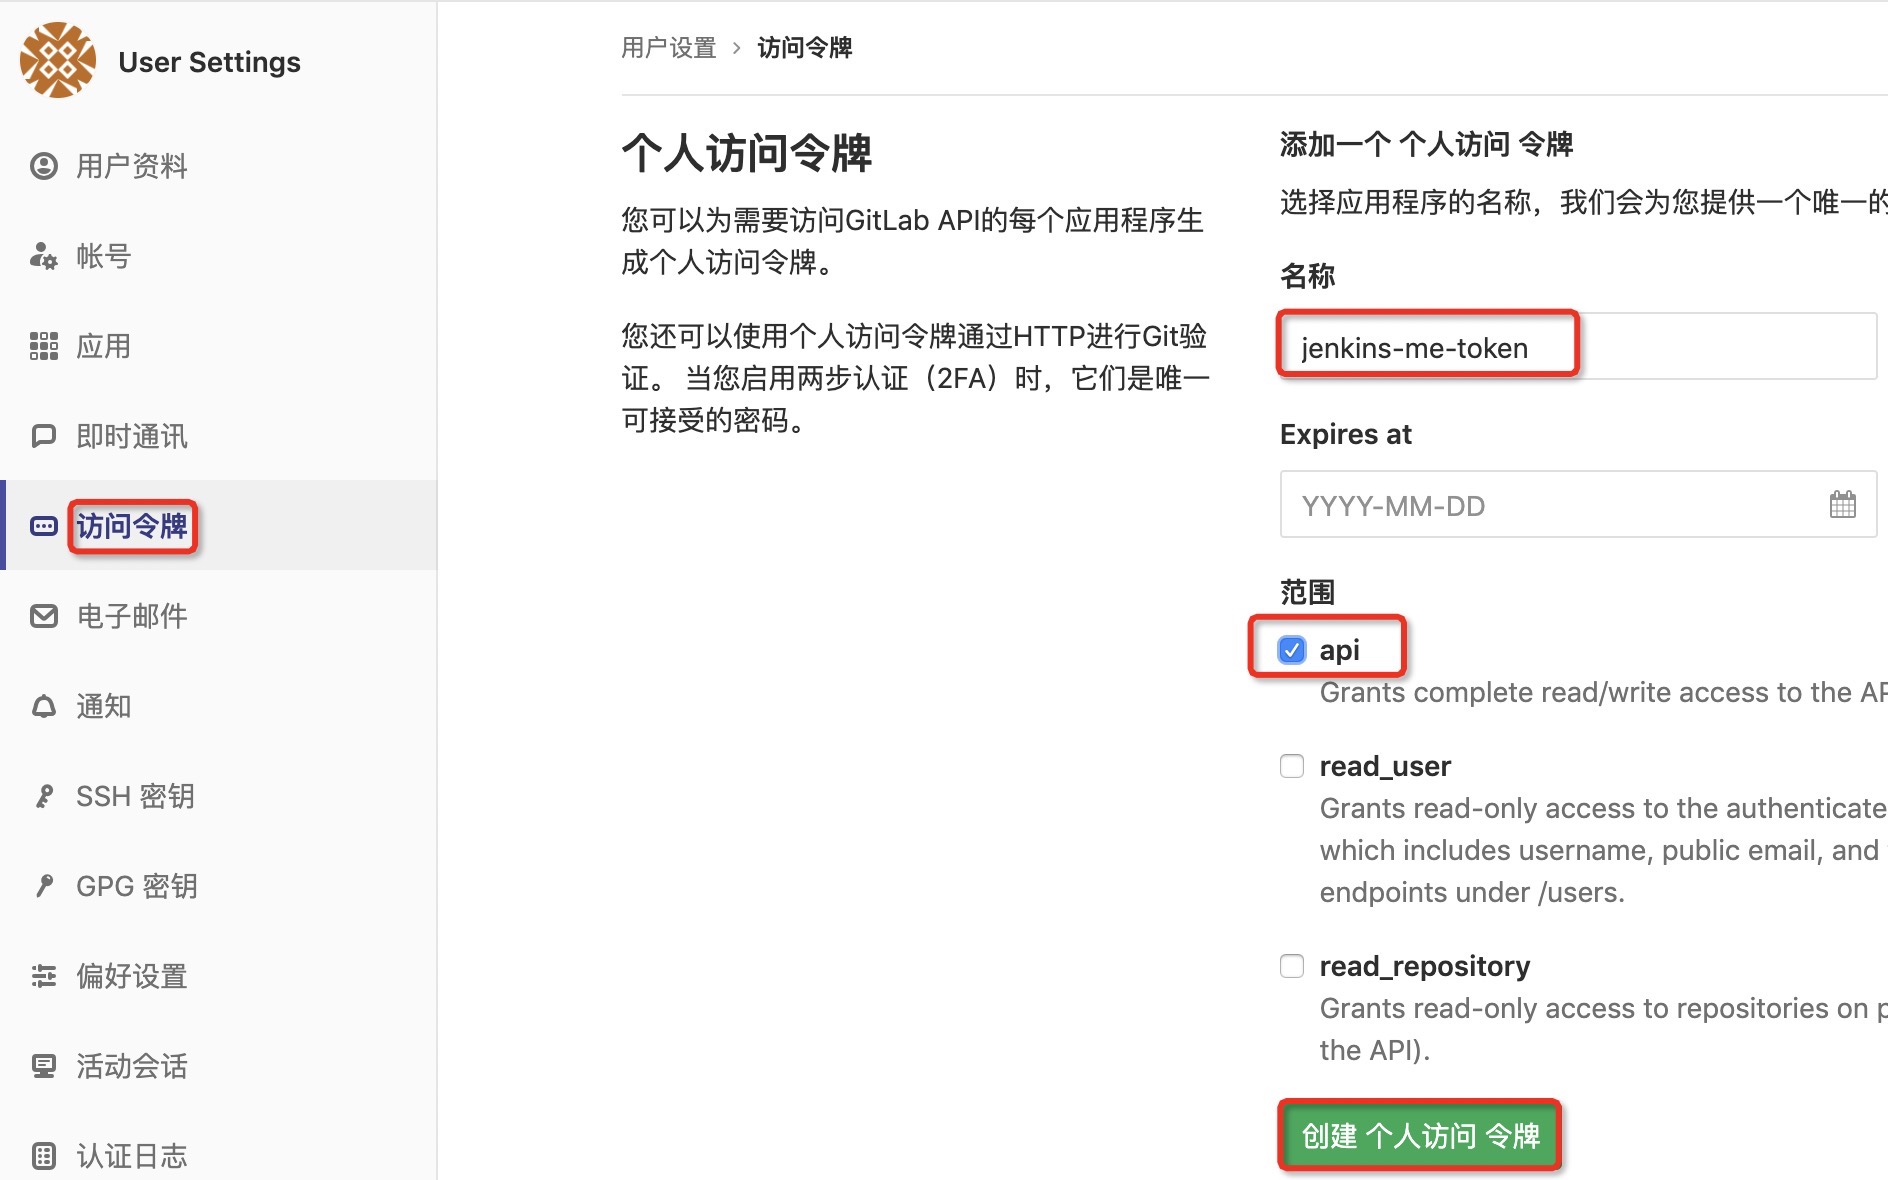 User Settings
用户资料
帐号
应用
即时通讯
访问令牌
电子邮件
通知
SSH 密钥
GPG 密钥
偏好设置
活动会话
认证日志
用户设置 › 访问令牌
个人访问令牌
您可以为需要访问GitLab API的每个应用程序生
成个人访问令牌。
您还可以使用个人访问令牌通过HTTP进行Git验
证。 当您启用两步认证（2FA）时，它们是唯一
可接受的密码。
添加一个 个人访问 令牌
选择应用程序的名称，我们会为您提供一个唯一的
名称
jenkins-me-token
Expires at
YYYY-MM-DD
范围
api
Grants complete read/write access to the
read_user
Grants read-only access to the
which includes username, public email, and
endpoints under /users.
read_repository
Grants read-only access to repositories on
the API).
创建 个人访问 令牌